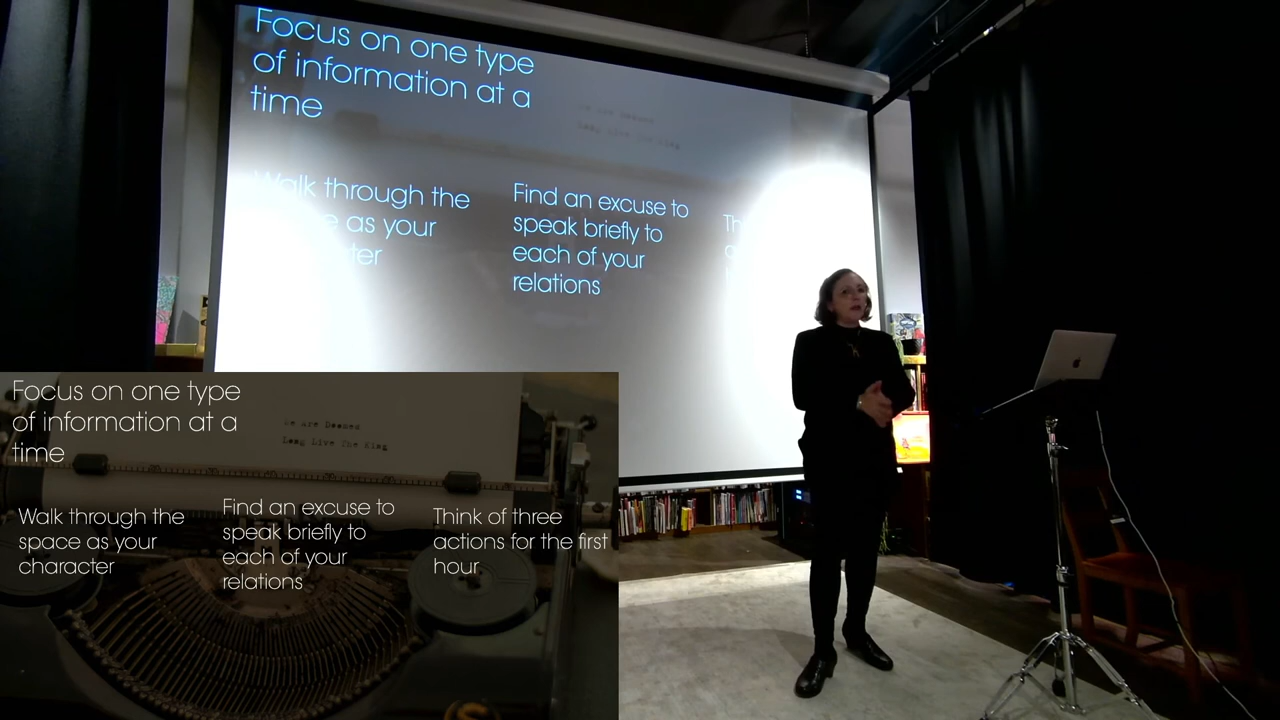 Focus on one type
of information at a
time
Walk through the
as your
Find an excuse to
speak briefly to
each of your
relations
Focus on one type
of information at a
time
We Are Doomed
Long Live The King
Walk through the
space as your
character
Find an excuse to
speak briefly to
each of your
relations
Think of three
actions for the first
hour